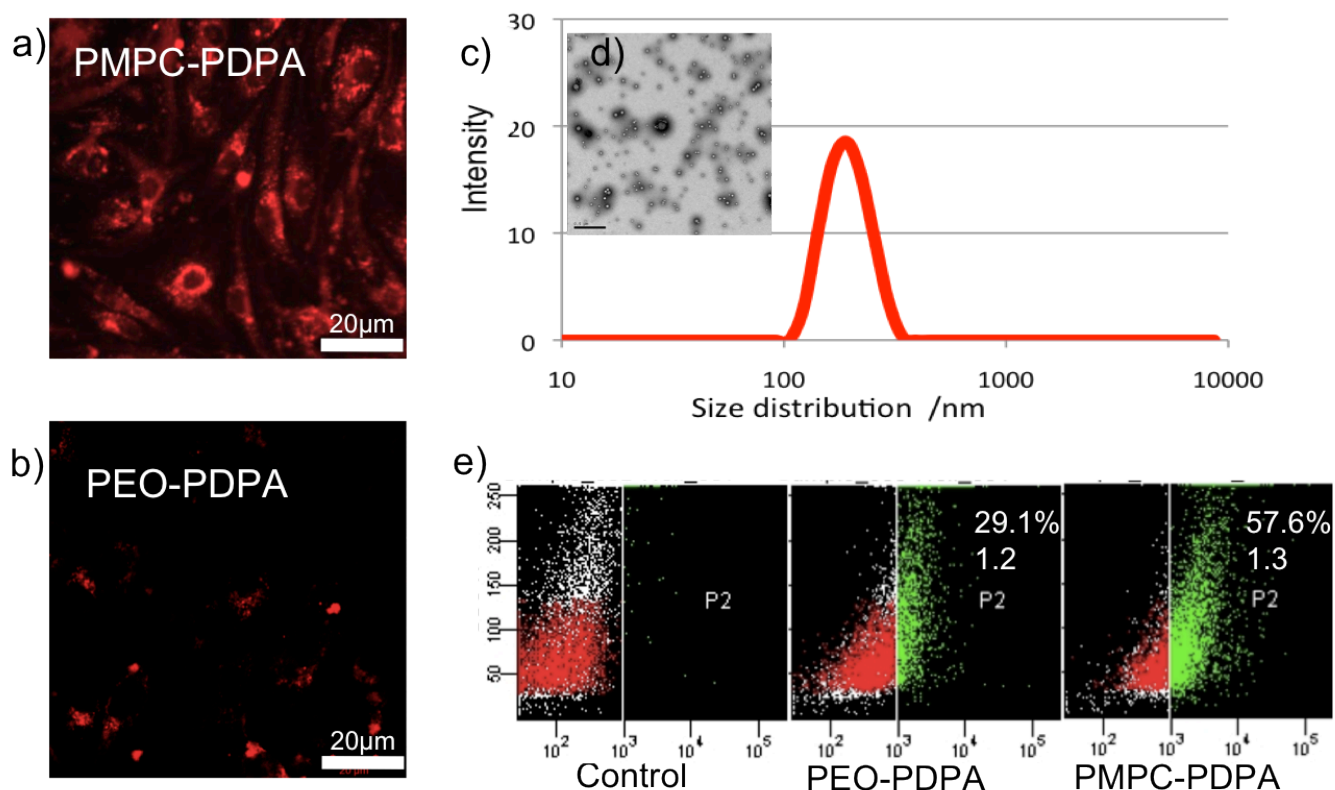 a)
PMPC-PDPA
20µm
b)
PEO-PDPA
20µm
20 µm
c)
d)
Intensity
30
20
10
0
10 100 1000 10000
Size distribution /nm
e)
250
200
150
100
50
P2
29.1%
1.2
P2
57.6%
1.3
P2
10² 10³ 10⁴ 10⁵
10² 10³ 10⁴ 10⁵
10² 10³ 10⁴ 10⁵
Control
PEO-PDPA
PMPC-PDPA